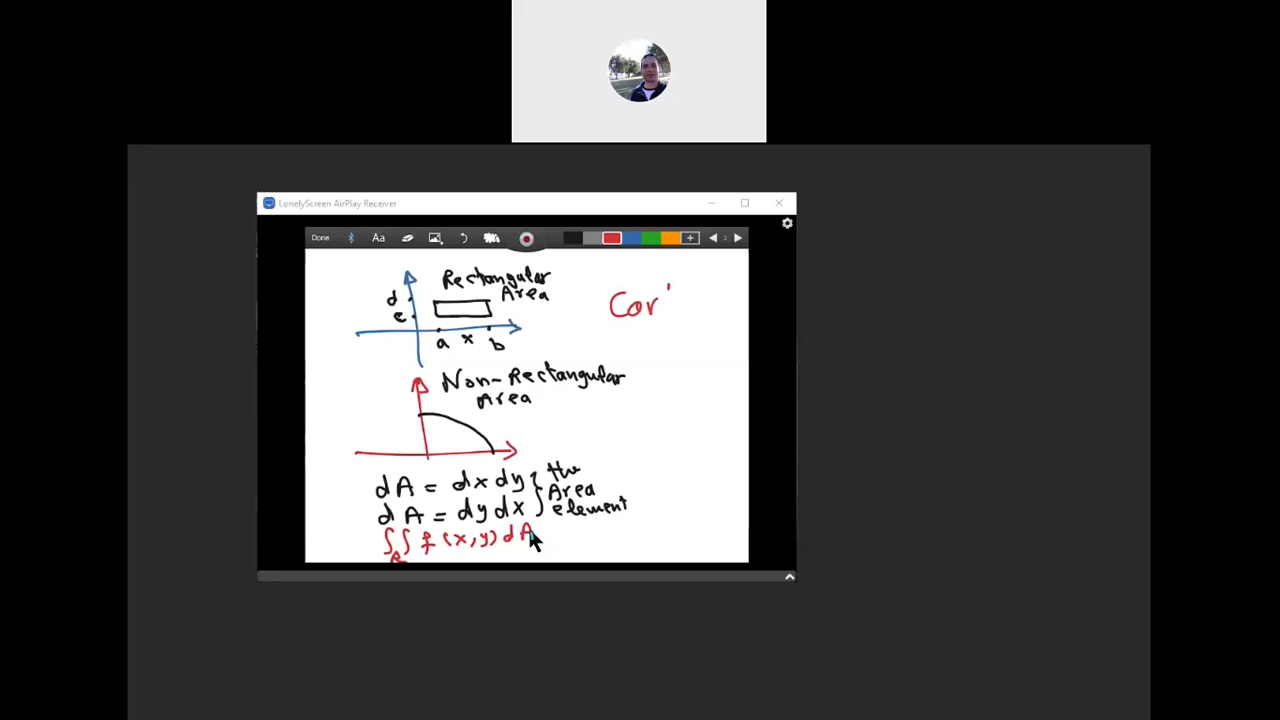 LonelyScreen AirPlay Receiver
Done
Aa
2
Rectangular
Area
d
e
a x b
Cor'
Non-Rectangular
Area
dA = dx dy } the
Area
dA = dy dx element
∫∫ f(x,y) dA
R